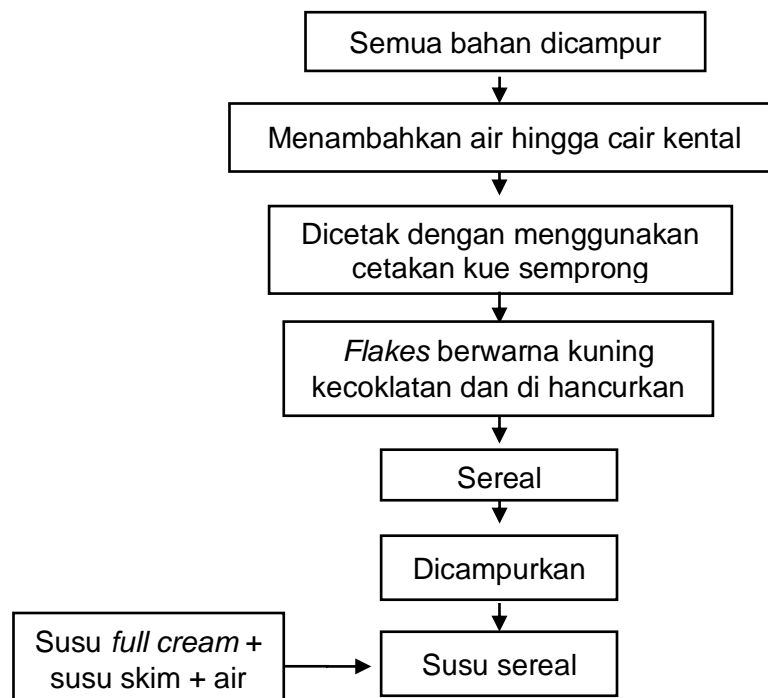 Semua bahan dicampur
Menambahkan air hingga cair kental
Dicetak dengan menggunakan
cetakan kue semprong
Flakes berwarna kuning
kecoklatan dan di hancurkan
Sereal
Dicampurkan
Susu full cream +
susu skim + air
Susu sereal